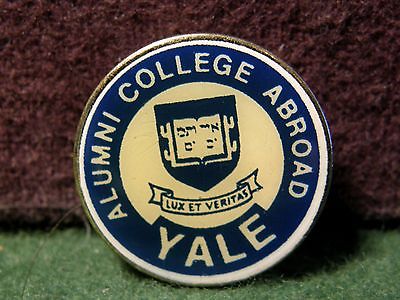 ALUMNI COLLEGE ABROAD
LUX ET VERITAS
YALE